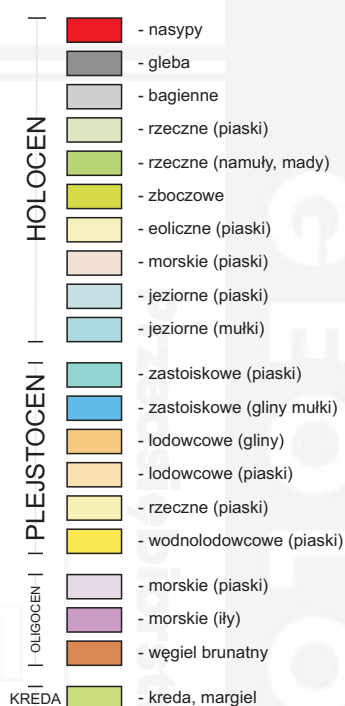 HOLOCEN
- nasypy
- gleba
- bagienne
- rzeczne (piaski)
- rzeczne (namuły, mady)
- zboczowe
- eoliczne (piaski)
- morskie (piaski)
- jeziorne (piaski)
- jeziorne (mułki)
PLEJSTOCEN
- zastoiskowe (piaski)
- zastoiskowe (gliny mułki)
- lodowcowe (gliny)
- lodowcowe (piaski)
- rzeczne (piaski)
- wodnolodowcowe (piaski)
OLIGOCEN
- morskie (piaski)
- morskie (iły)
- węgiel brunatny
KREDA
- kreda, margiel
GEOLO